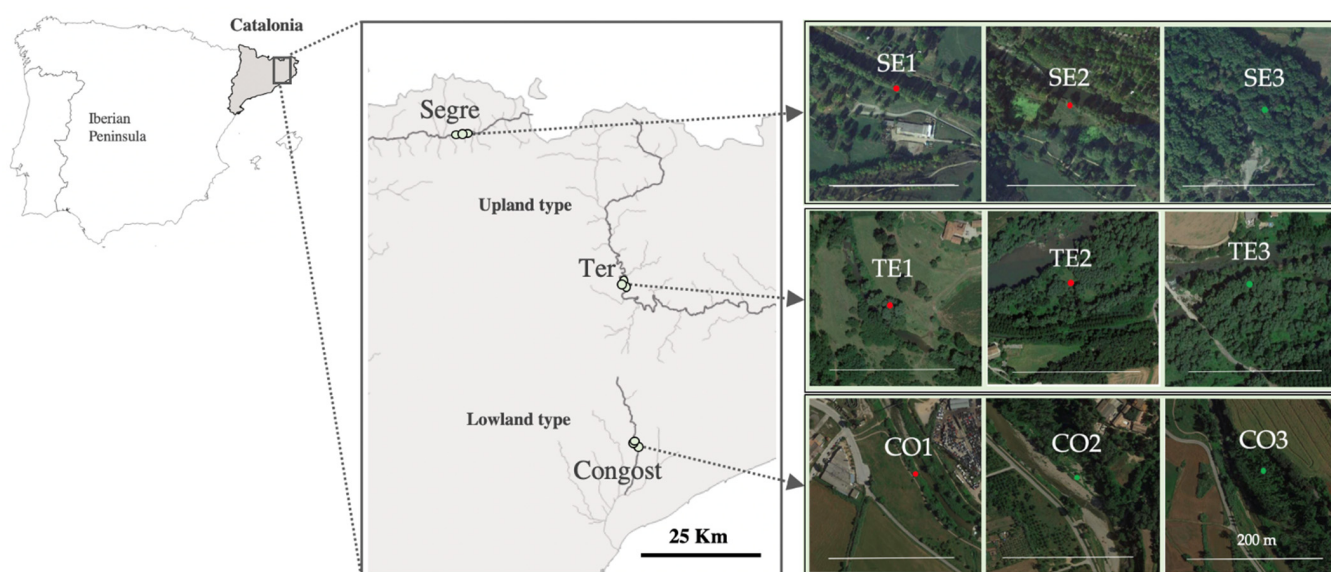 Catalonia
Iberian
Peninsula
Segre
Upland type
Ter
Lowland type
Congost
25 Km
SE1
SE2
SE3
TE1
TE2
TE3
CO1
CO2
CO3
200 m